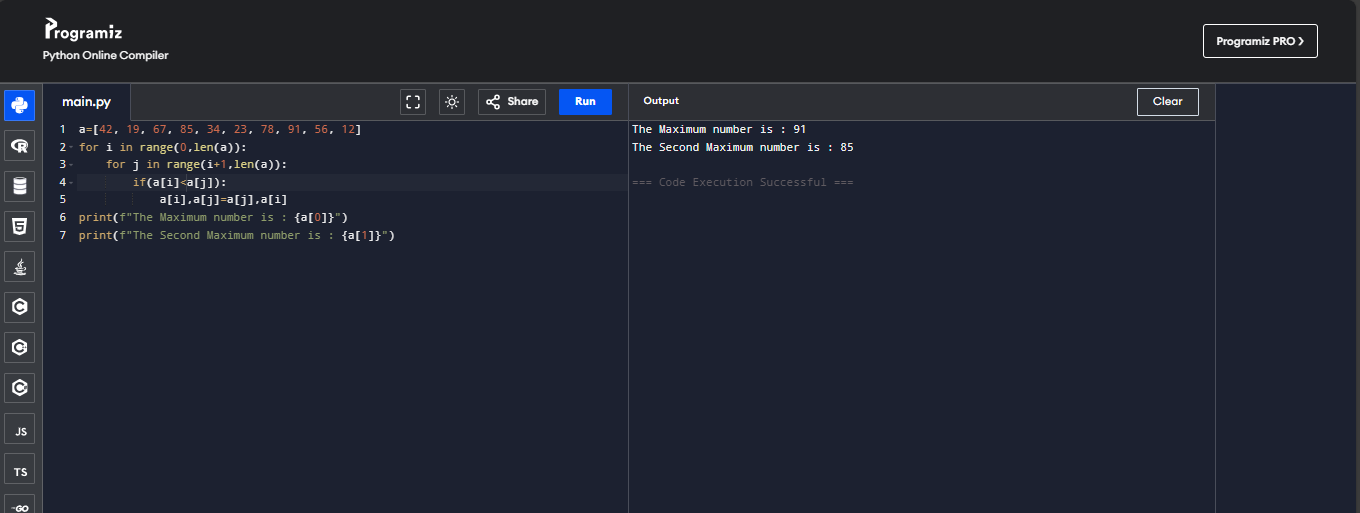 Programiz
Python Online Compiler
Programiz PRO >
main.py
Share
Run
Output
Clear
1 a=[42, 19, 67, 85, 34, 23, 78, 91, 56, 12]
2 for i in range(0,len(a)):
3     for j in range(i+1,len(a)):
4         if(a[i]<a[j]):
5             a[i],a[j]=a[j],a[i]
6 print(f"The Maximum number is : {a[0]}")
7 print(f"The Second Maximum number is : {a[1]}")
The Maximum number is : 91
The Second Maximum number is : 85
=== Code Execution Successful ===
R
5
C
C
C
JS
TS
GO